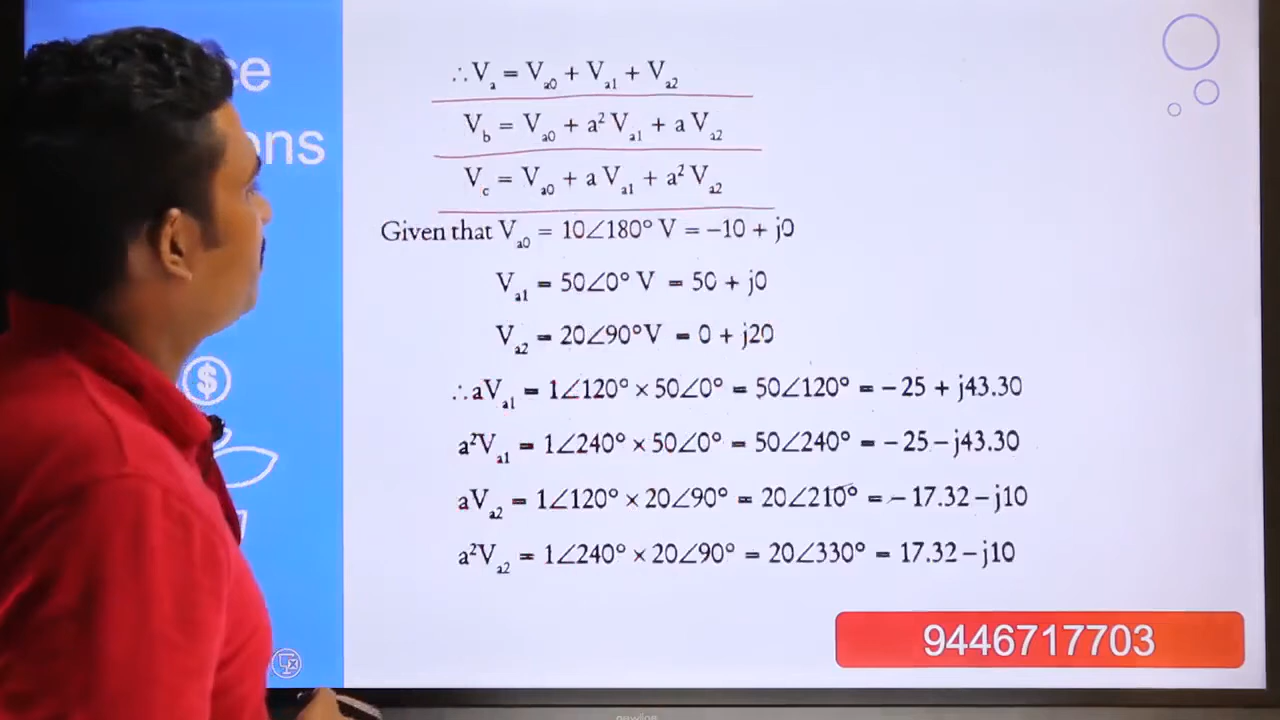 ∴ Vₐ = Vₐ₀ + Vₐ₁ + Vₐ₂
V_b = Vₐ₀ + a² Vₐ₁ + a Vₐ₂
V_c = Vₐ₀ + a Vₐ₁ + a² Vₐ₂
Given that Vₐ₀ = 10∠180° V = −10 + j0
Vₐ₁ = 50∠0° V = 50 + j0
Vₐ₂ = 20∠90° V = 0 + j20
∴ aVₐ₁ = 1∠120° × 50∠0° = 50∠120° = − 25 + j43.30
a²Vₐ₁ = 1∠240° × 50∠0° = 50∠240° = − 25 − j43.30
aVₐ₂ = 1∠120° × 20∠90° = 20∠210° = − 17.32 − j10
a²Vₐ₂ = 1∠240° × 20∠90° = 20∠330° = 17.32 − j10
9446717703